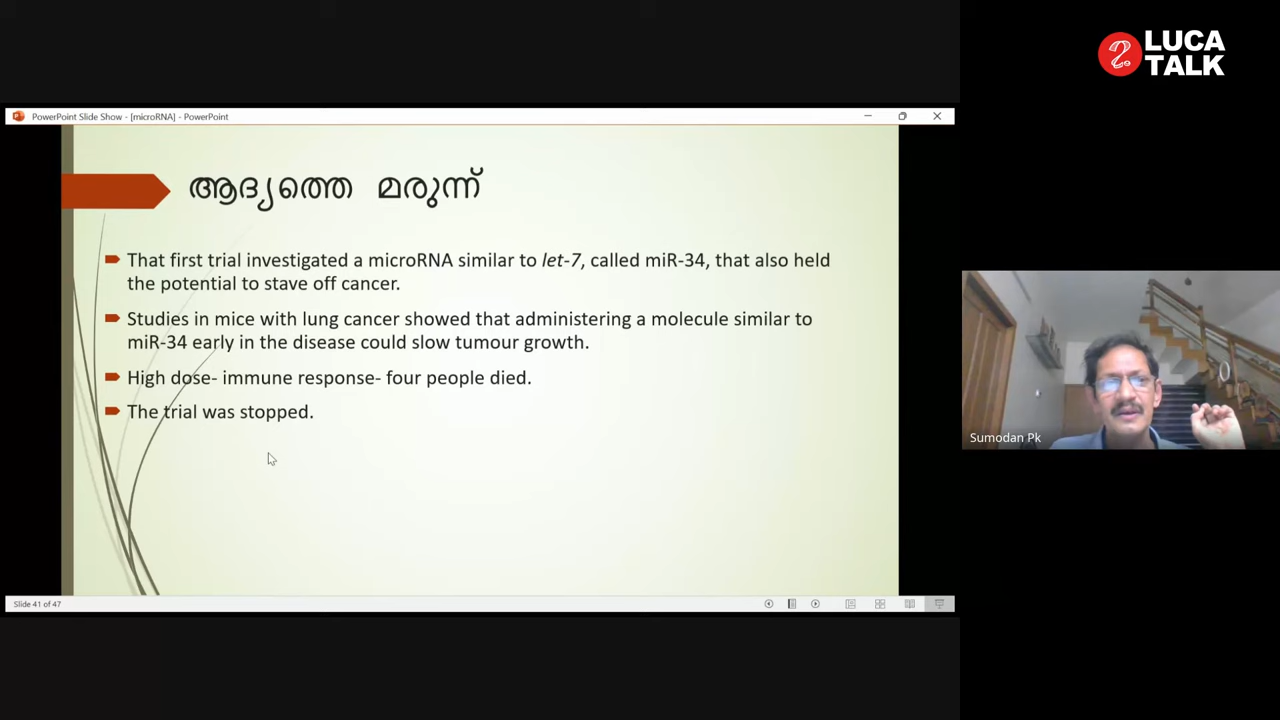 LUCA
TALK
PowerPoint Slide Show - [microRNA] - PowerPoint
ആദ്യത്തെ മരുന്ന്
That first trial investigated a microRNA similar to let-7, called miR-34, that also held
the potential to stave off cancer.
Studies in mice with lung cancer showed that administering a molecule similar to
miR-34 early in the disease could slow tumour growth.
High dose- immune response- four people died.
The trial was stopped.
Sumodan Pk
Slide 41 of 47